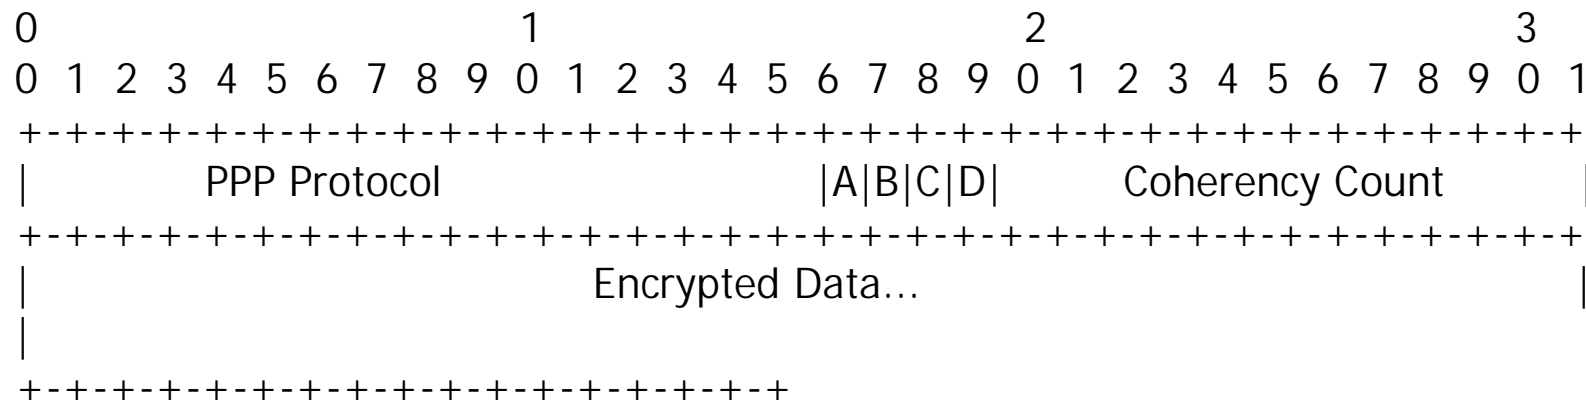 0 1 2 3
0 1 2 3 4 5 6 7 8 9 0 1 2 3 4 5 6 7 8 9 0 1 2 3 4 5 6 7 8 9 0 1
+-+-+-+-+-+-+-+-+-+-+-+-+-+-+-+-+-+-+-+-+-+-+-+-+-+-+-+-+-+-+-+-+-+
| PPP Protocol |A|B|C|D| Coherency Count |
+-+-+-+-+-+-+-+-+-+-+-+-+-+-+-+-+-+-+-+-+-+-+-+-+-+-+-+-+-+-+-+-+-+
| Encrypted Data... |
|
+-+-+-+-+-+-+-+-+-+-+-+-+-+-+-+-+